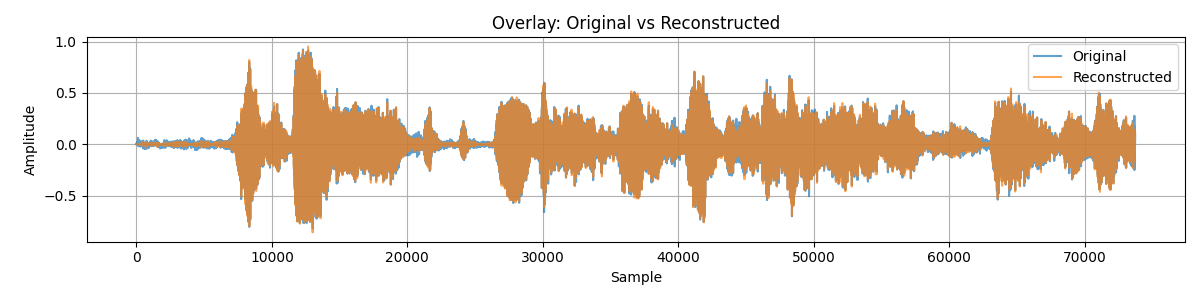 Overlay: Original vs Reconstructed
Original
Reconstructed
Amplitude
1.0
0.5
0.0
−0.5
0
10000
20000
30000
40000
50000
60000
70000
Sample